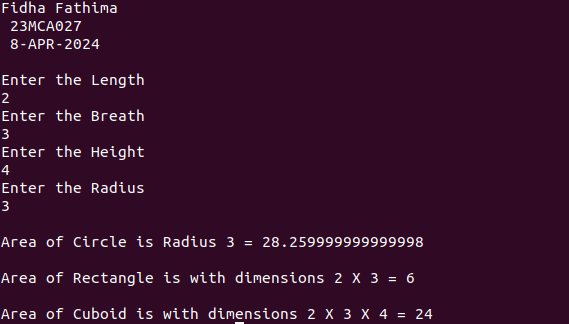 Fidha Fathima
23MCA027
8-APR-2024
Enter the Length
2
Enter the Breath
3
Enter the Height
4
Enter the Radius
3
Area of Circle is Radius 3 = 28.259999999999998
Area of Rectangle is with dimensions 2 X 3 = 6
Area of Cuboid is with dimensions 2 X 3 X 4 = 24